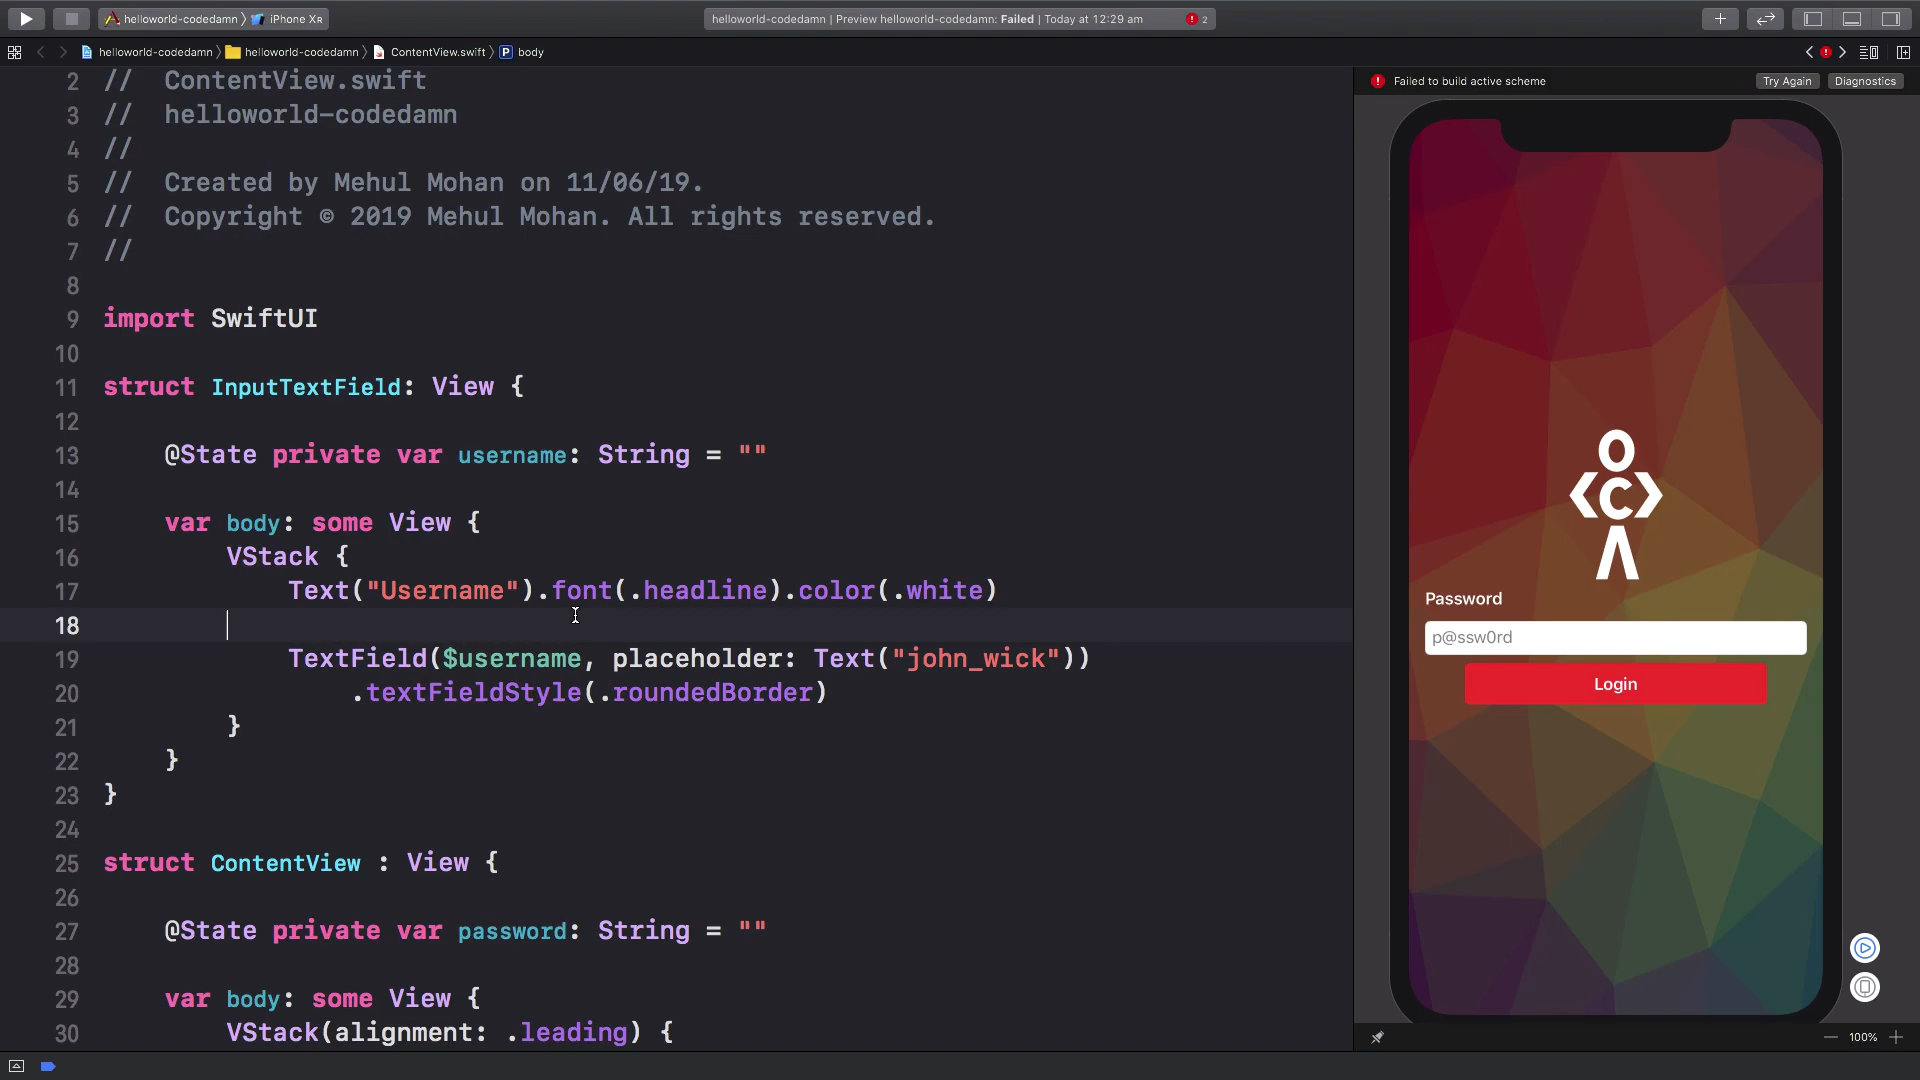 helloworld-codedamn iPhone Xʀ
helloworld-codedamn | Preview helloworld-codedamn: Failed | Today at 12:29 am 2
helloworld-codedamn helloworld-codedamn ContentView.swift P body
Failed to build active scheme Try Again Diagnostics
2 //  ContentView.swift
3 //  helloworld-codedamn
4 //
5 //  Created by Mehul Mohan on 11/06/19.
6 //  Copyright © 2019 Mehul Mohan. All rights reserved.
7 //
8
9 import SwiftUI
10
11 struct InputTextField: View {
12
13     @State private var username: String = ""
14
15     var body: some View {
16         VStack {
17             Text("Username").font(.headline).color(.white)
18
19             TextField($username, placeholder: Text("john_wick"))
20                 .textFieldStyle(.roundedBorder)
21         }
22     }
23 }
24
25 struct ContentView : View {
26
27     @State private var password: String = ""
28
29     var body: some View {
30         VStack(alignment: .leading) {
C
Password
p@ssw0rd
Login
100%